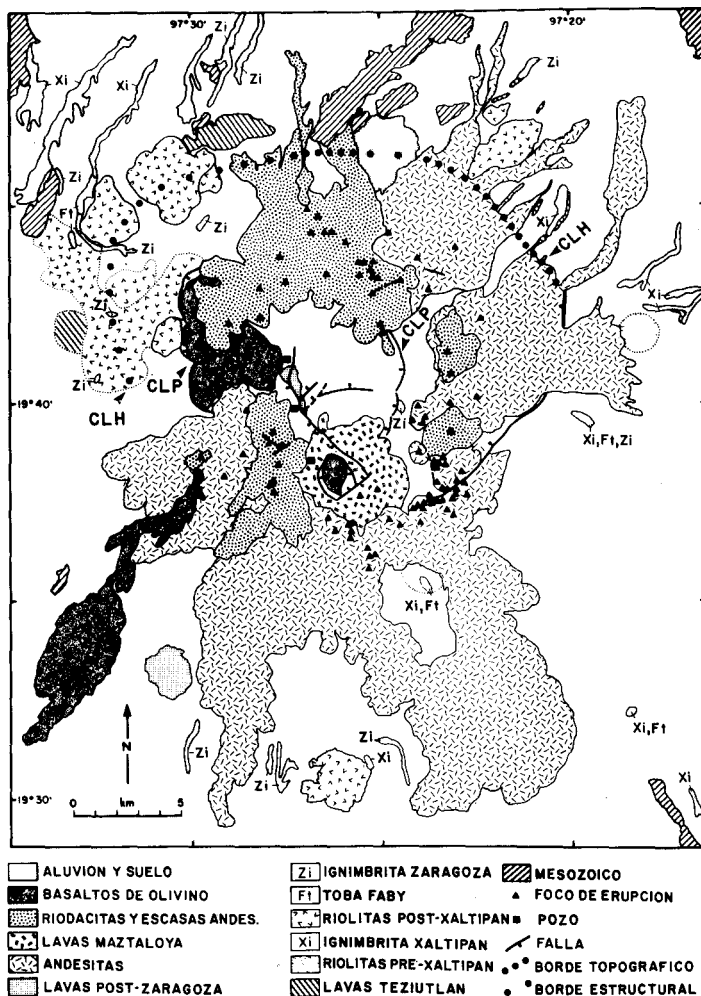 97°30'
97°20'
Zi
Zi
Xi
Xi
Zi
Zi
Zi
Ft
Zi
Zi
Xi
CLH
Xi
Zi
CLP
Zi
CLP
CLH
19°40'
Zi
Xi,Ft,Zi
Xi,Ft
Xi,Ft
Zi
Zi
Xi
Zi
Xi
N
19°30'
0 km 5
ALUVION Y SUELO
BASALTOS DE OLIVINO
RIODACITAS Y ESCASAS ANDES.
LAVAS MAZTALOYA
ANDESITAS
LAVAS POST-ZARAGOZA
Zi IGNIMBRITA ZARAGOZA
Ft TOBA FABY
RIOLITAS POST-XALTIPAN
Xi IGNIMBRITA XALTIPAN
RIOLITAS PRE-XALTIPAN
LAVAS TEZIUTLAN
MESOZOICO
FOCO DE ERUPCION
POZO
FALLA
BORDE TOPOGRAFICO
BORDE ESTRUCTURAL